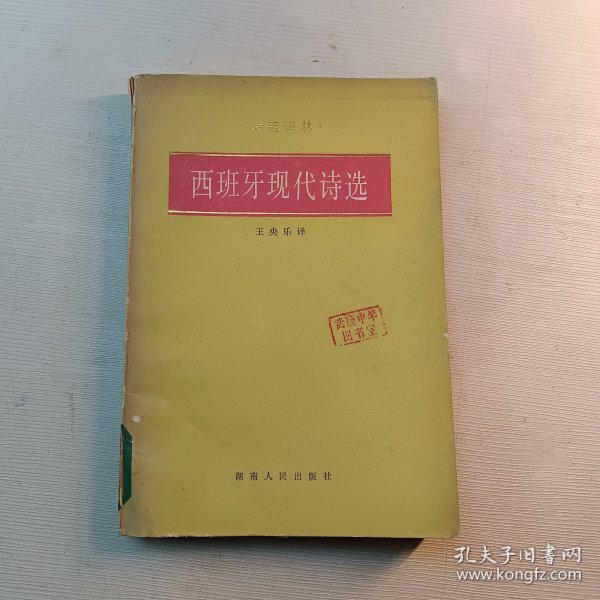 ·诗苑译林·
西班牙现代诗选
王央乐译
武陵中学
图书室
湖南人民出版社
孔夫子旧书网
www.kongfz.com